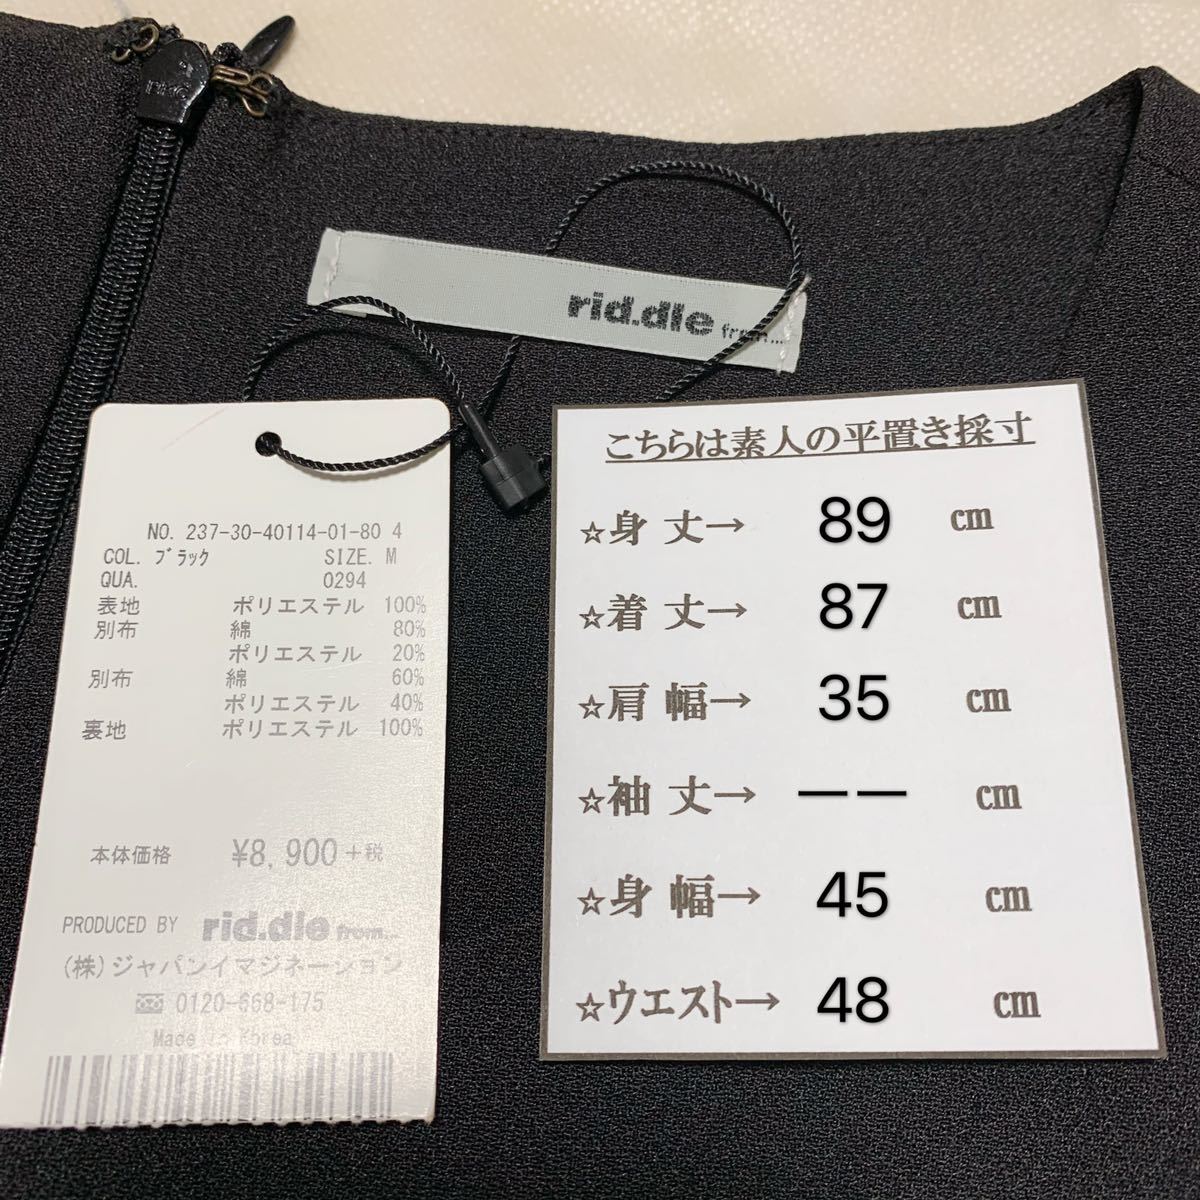 rid.dle from...
NO. 237-30-40114-01-80 4
COL. ブラック SIZE. M
QUA. 0294
表地 ポリエステル 100%
別布 綿 80%
ポリエステル 20%
別布 綿 60%
ポリエステル 40%
裏地 ポリエステル 100%
本体価格 ¥8,900+税
PRODUCED BY rid.dle from...
(株)ジャパンイマジネーション
0120-668-175
Made in Korea
こちらは素人の平置き採寸
☆身 丈→ 89 cm
☆着 丈→ 87 cm
☆肩 幅→ 35 cm
☆袖 丈→ ーー cm
☆身 幅→ 45 cm
☆ウエスト→ 48 cm